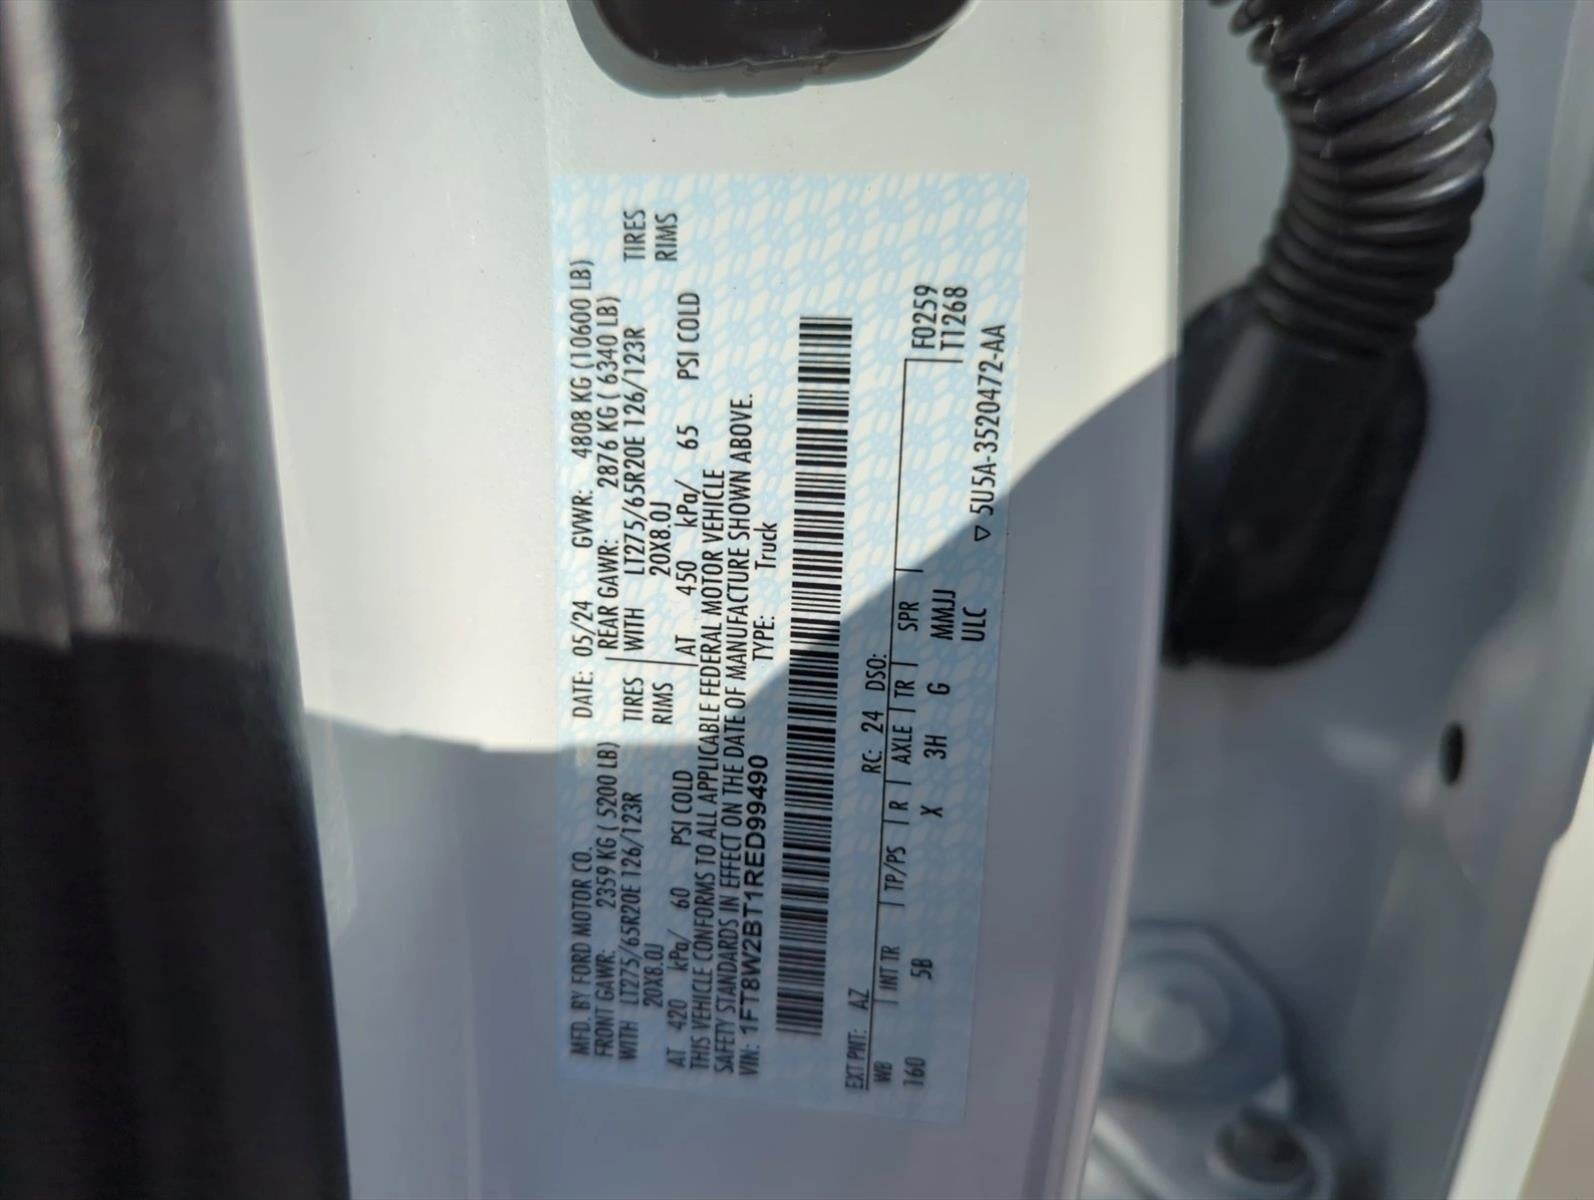 MFD. BY FORD MOTOR CO. DATE: 05/24 GVWR: 4808 KG (10600 LB)
FRONT GAWR: 2359 KG ( 5200 LB) REAR GAWR: 2876 KG ( 6340 LB)
WITH LT275/65R20E 126/123R TIRES WITH LT275/65R20E 126/123R TIRES
20X8.0J RIMS 20X8.0J RIMS
AT 420 kPa/ 60 PSI COLD AT 450 kPa/ 65 PSI COLD
THIS VEHICLE CONFORMS TO ALL APPLICABLE FEDERAL MOTOR VEHICLE
SAFETY STANDARDS IN EFFECT ON THE DATE OF MANUFACTURE SHOWN ABOVE.
VIN: 1FT8W2BT1RED99490 TYPE: Truck
EXT PNT: AZ RC: 24 DSO:
WB INT TR TP/PS R AXLE TR SPR F0259
160 5B X 3H G MMJJ T1268
ULC ▽ 5U5A-3520472-AA